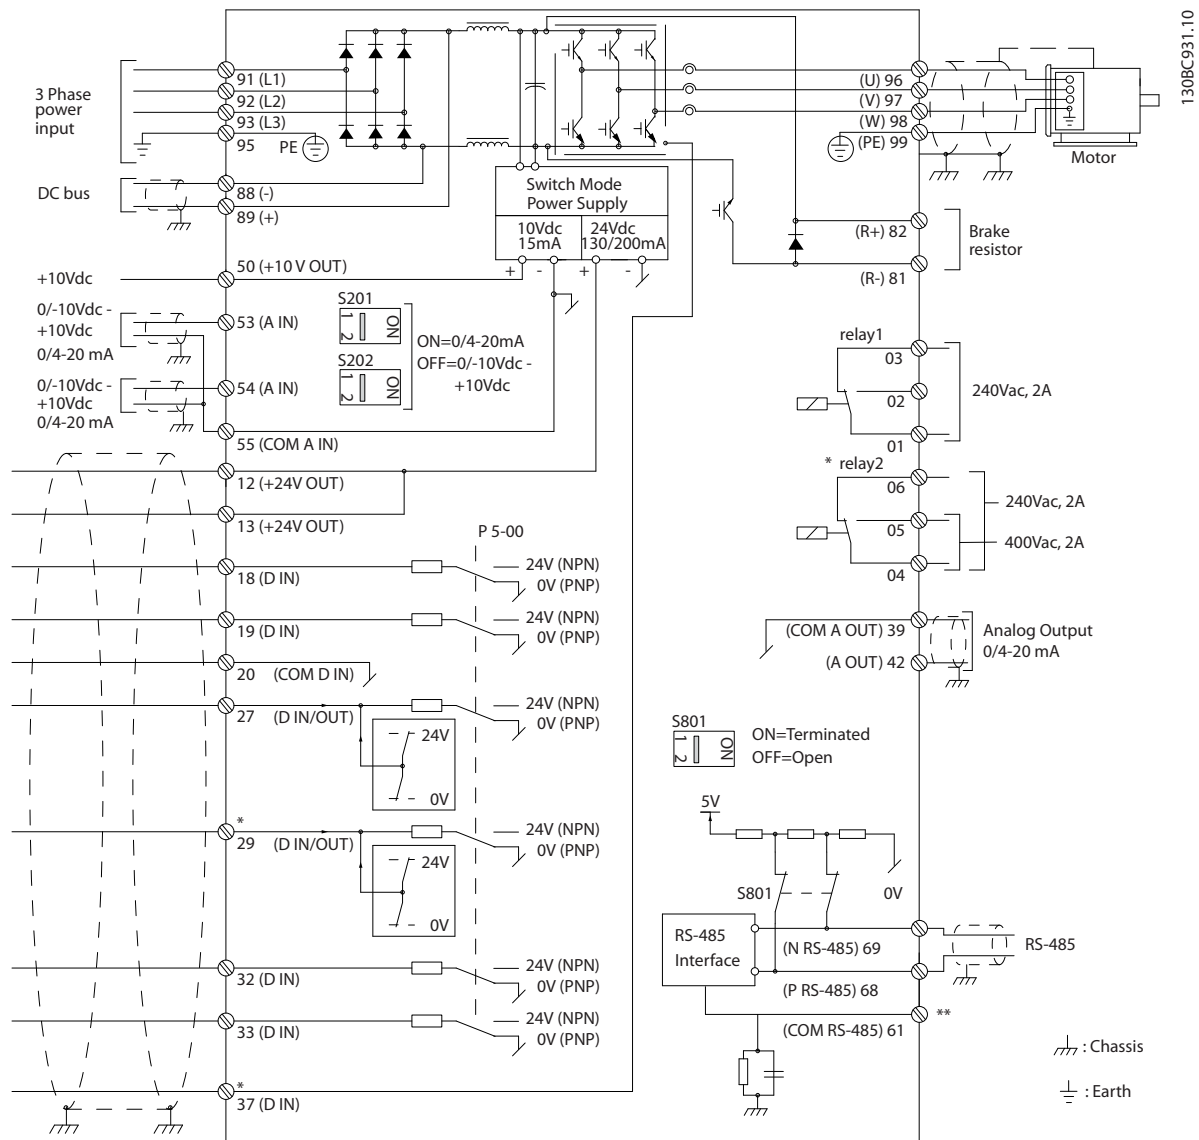 130BC931.10
3 Phase
power
input
91 (L1)
92 (L2)
93 (L3)
95
PE
DC bus
88 (-)
89 (+)
Switch Mode
Power Supply
10Vdc
15mA
24Vdc
130/200mA
+
-
+
-
(U) 96
(V) 97
(W) 98
(PE) 99
Motor
(R+) 82
Brake
resistor
(R-) 81
+10Vdc
50 (+10 V OUT)
0/-10Vdc -
+10Vdc
0/4-20 mA
53 (A IN)
S201
1
2
ON
S202
1
2
ON
ON=0/4-20mA
OFF=0/-10Vdc -
+10Vdc
0/-10Vdc -
+10Vdc
0/4-20 mA
54 (A IN)
55 (COM A IN)
12 (+24V OUT)
13 (+24V OUT)
relay1
03
02
01
240Vac, 2A
* relay2
06
05
04
240Vac, 2A
400Vac, 2A
P 5-00
18 (D IN)
24V (NPN)
0V (PNP)
19 (D IN)
24V (NPN)
0V (PNP)
20 (COM D IN)
27 (D IN/OUT)
24V (NPN)
0V (PNP)
24V
0V
*
29 (D IN/OUT)
24V (NPN)
0V (PNP)
24V
0V
32 (D IN)
24V (NPN)
0V (PNP)
33 (D IN)
24V (NPN)
0V (PNP)
*
37 (D IN)
(COM A OUT) 39
(A OUT) 42
Analog Output
0/4-20 mA
S801
1
2
ON
ON=Terminated
OFF=Open
5V
S801
0V
RS-485
Interface
(N RS-485) 69
(P RS-485) 68
(COM RS-485) 61
RS-485
**
: Chassis
: Earth